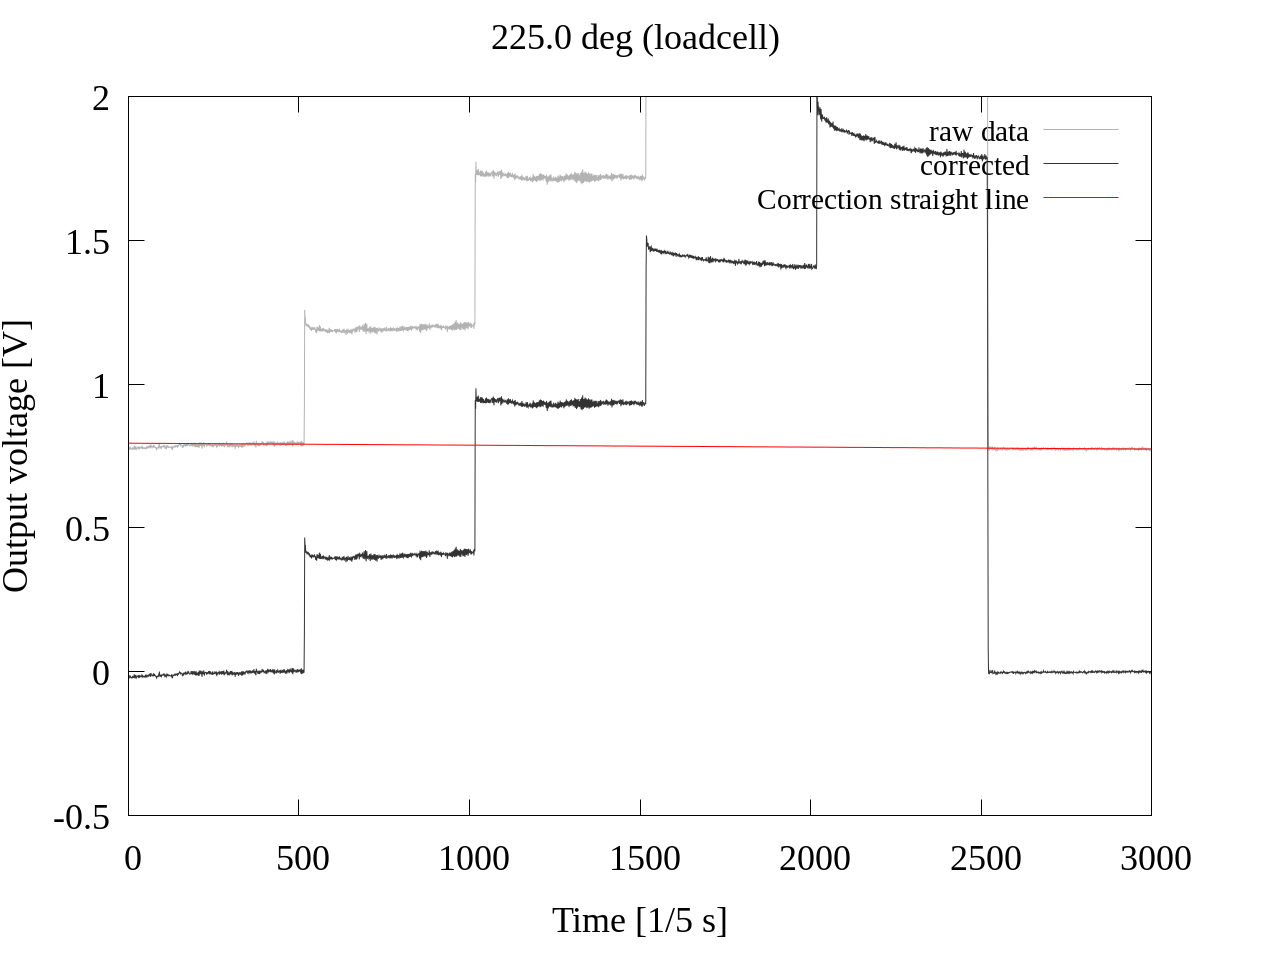 225.0 deg (loadcell)
2
1.5
1
0.5
0
-0.5
Output voltage [V]
raw data
corrected
Correction straight line
0 500 1000 1500 2000 2500 3000
Time [1/5 s]